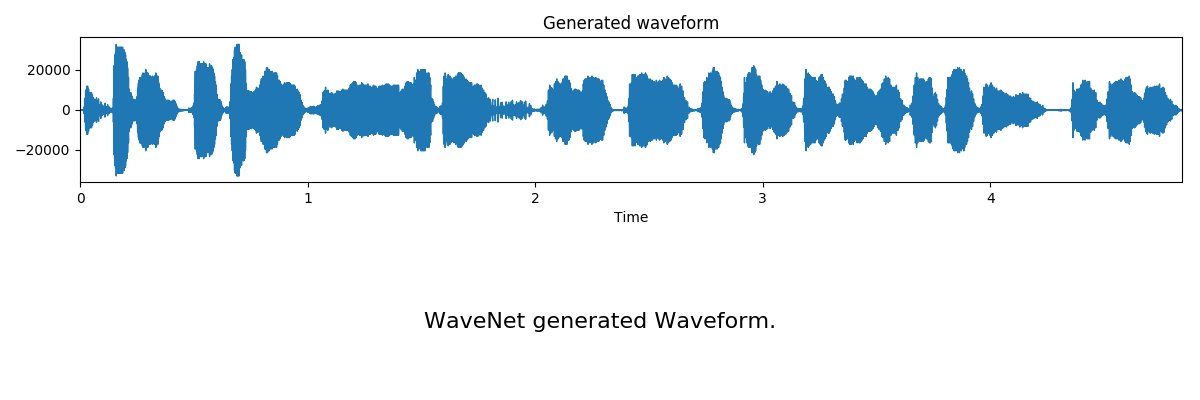 Generated waveform
20000
0
−20000
0 1 2 3 4
Time
WaveNet generated Waveform.